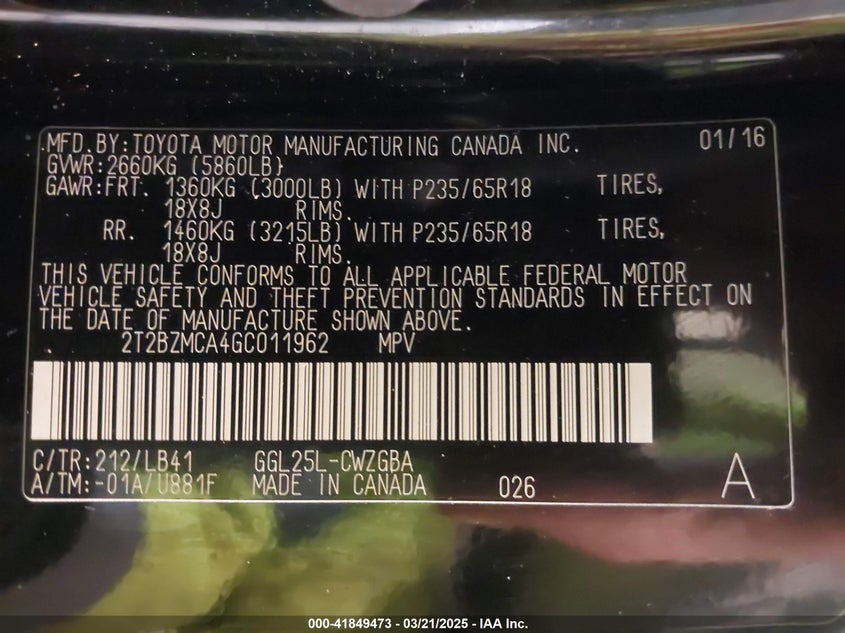 MFD.BY:TOYOTA MOTOR MANUFACTURING CANADA INC. 01/16
GVWR:2660KG (5860LB)
GAWR:FRT. 1360KG (3000LB) WITH P235/65R18 TIRES,
18X8J RIMS.
RR. 1460KG (3215LB) WITH P235/65R18 TIRES,
18X8J RIMS.
THIS VEHICLE CONFORMS TO ALL APPLICABLE FEDERAL MOTOR
VEHICLE SAFETY AND THEFT PREVENTION STANDARDS IN EFFECT ON
THE DATE OF MANUFACTURE SHOWN ABOVE.
2T2BZMCA4GC011962 MPV
C/TR:212/LB41 GGL25L-CWZGBA
A/TM:-01A/U881F MADE IN CANADA 026 A
000-41849473 - 03/21/2025 - IAA Inc.